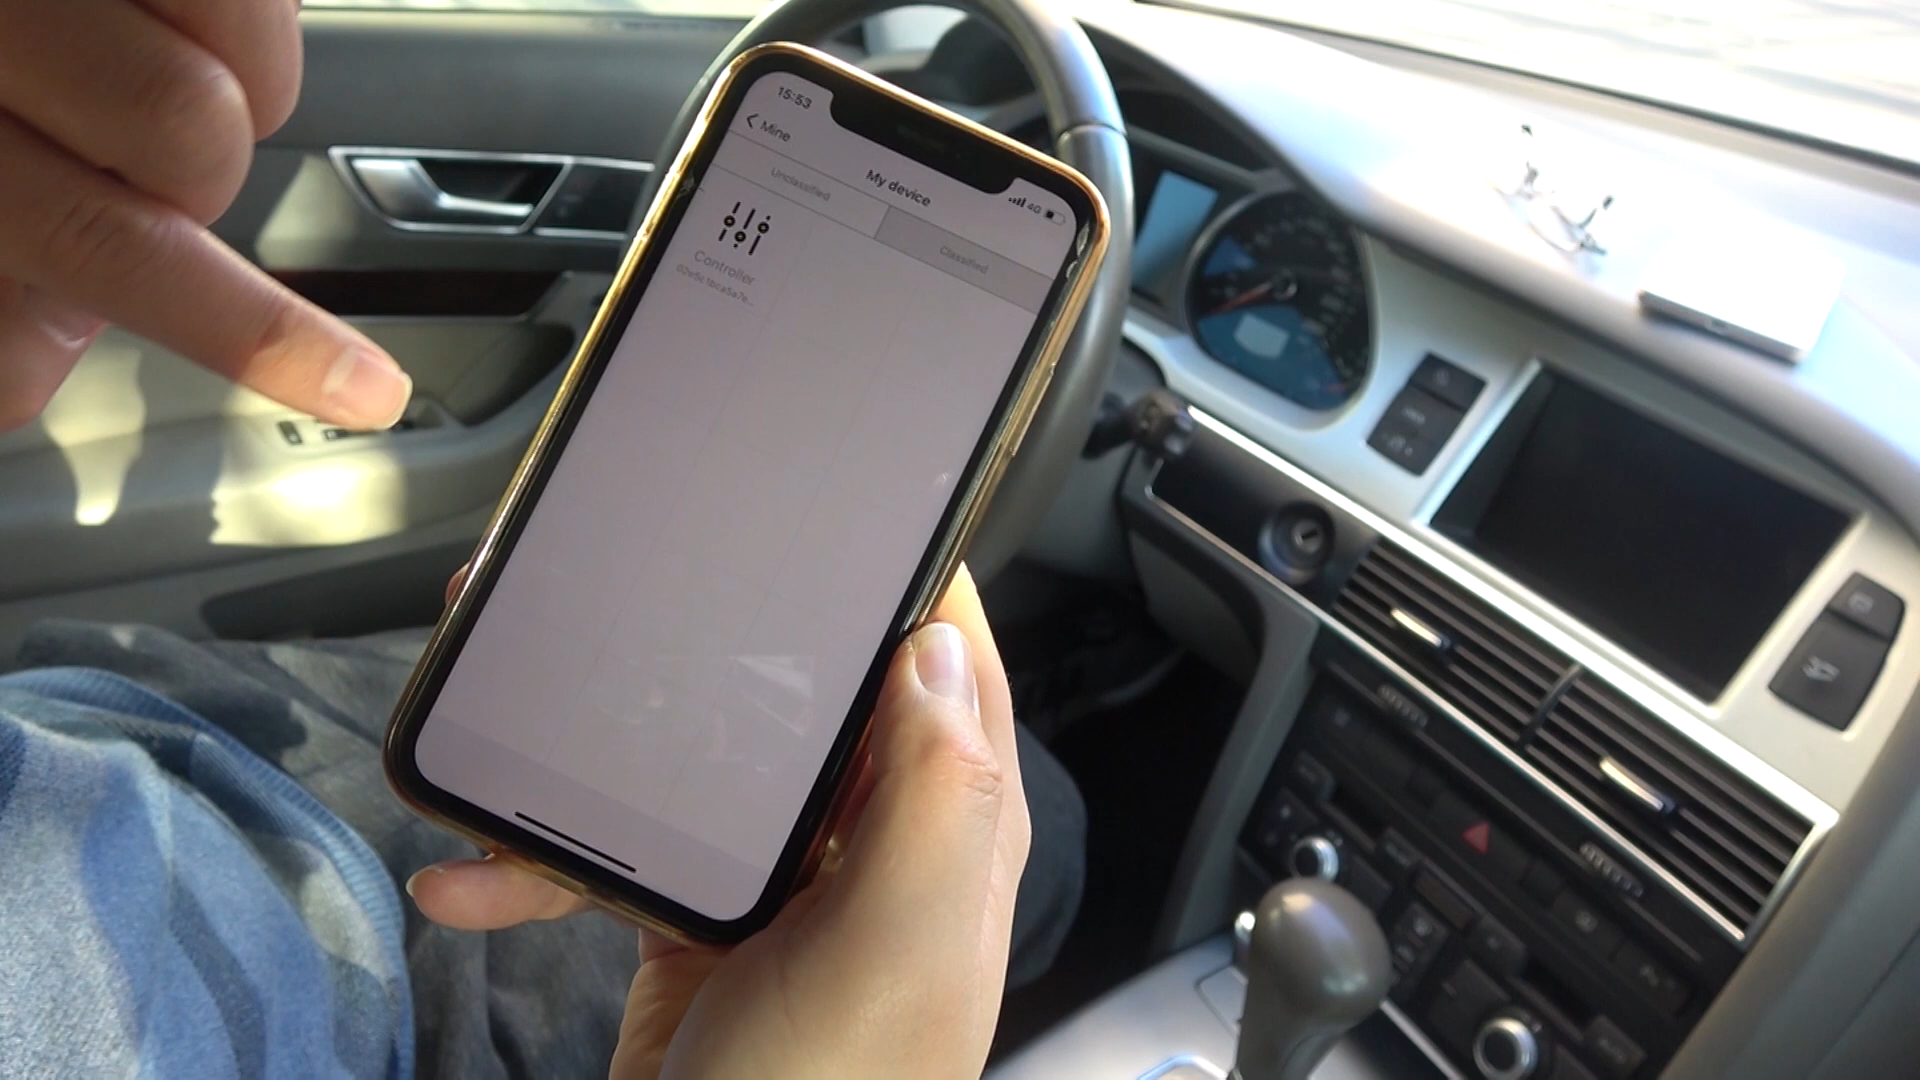 15:53
4G
Mine
My device
Unclassified
Classified
Controller